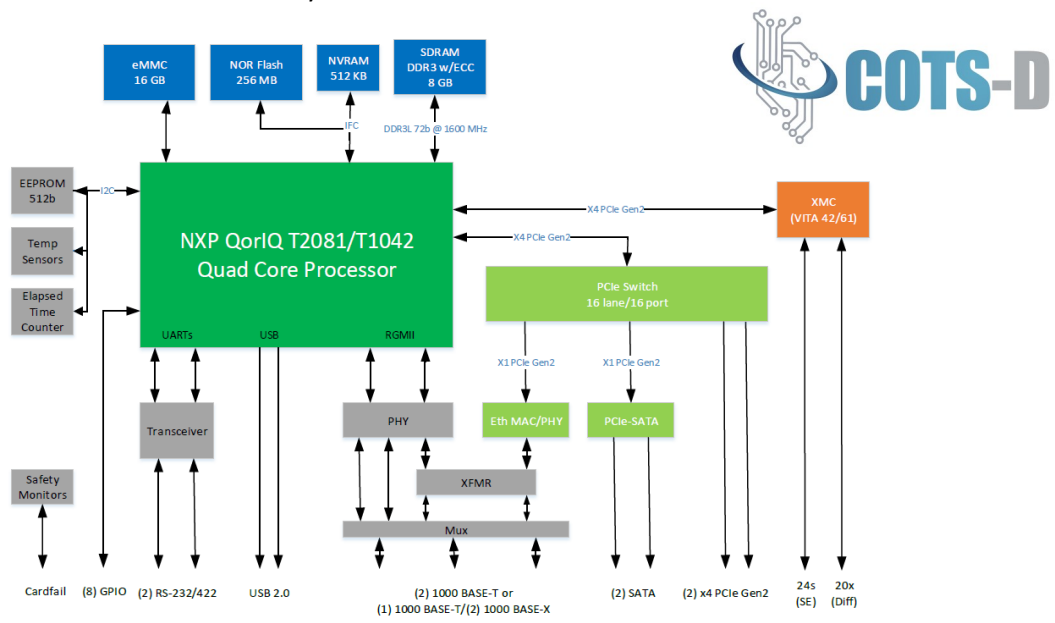 COTS-D
eMMC
16 GB
NOR Flash
256 MB
NVRAM
512 KB
SDRAM
DDR3 w/ECC
8 GB
IFC
DDR3L 72b @ 1600 MHz
EEPROM
512b
I2C
Temp
Sensors
Elapsed
Time
Counter
NXP QorIQ T2081/T1042
Quad Core Processor
UARTs
USB
RGMII
X4 PCIe Gen2
XMC
(VITA 42/61)
X4 PCIe Gen2
PCIe Switch
16 lane/16 port
X1 PCIe Gen2
X1 PCIe Gen2
Transceiver
PHY
Eth MAC/PHY
PCIe-SATA
Safety
Monitors
XFMR
Mux
Cardfail
(8) GPIO
(2) RS-232/422
USB 2.0
(2) 1000 BASE-T or
(1) 1000 BASE-T/(2) 1000 BASE-X
(2) SATA
(2) x4 PCIe Gen2
24s
(SE)
20x
(Diff)